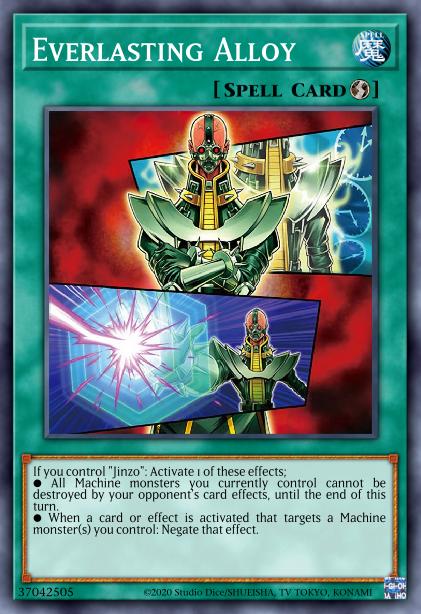 EVERLASTING ALLOY
SPELL
魔
[SPELL CARD]
If you control "Jinzo": Activate 1 of these effects;
● All Machine monsters you currently control cannot be
destroyed by your opponent's card effects, until the end of this
turn.
● When a card or effect is activated that targets a Machine
monster(s) you control: Negate that effect.
37042505
©2020 Studio Dice/SHUEISHA, TV TOKYO, KONAMI